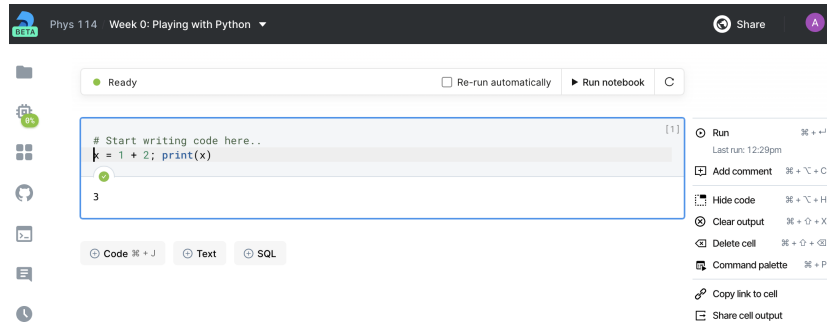 BETA
Phys 114 / Week 0: Playing with Python
Share
A
0%
Ready
Re-run automatically
Run notebook
[1]
# Start writing code here..
x = 1 + 2; print(x)
3
Code ⌘ + J
Text
SQL
Run ⌘ + ↵
Last run: 12:29pm
Add comment ⌘ + ⌥ + C
Hide code ⌘ + ⌥ + H
Clear output ⌘ + ⇧ + X
Delete cell ⌘ + ⇧ + ⌫
Command palette ⌘ + P
Copy link to cell
Share cell output